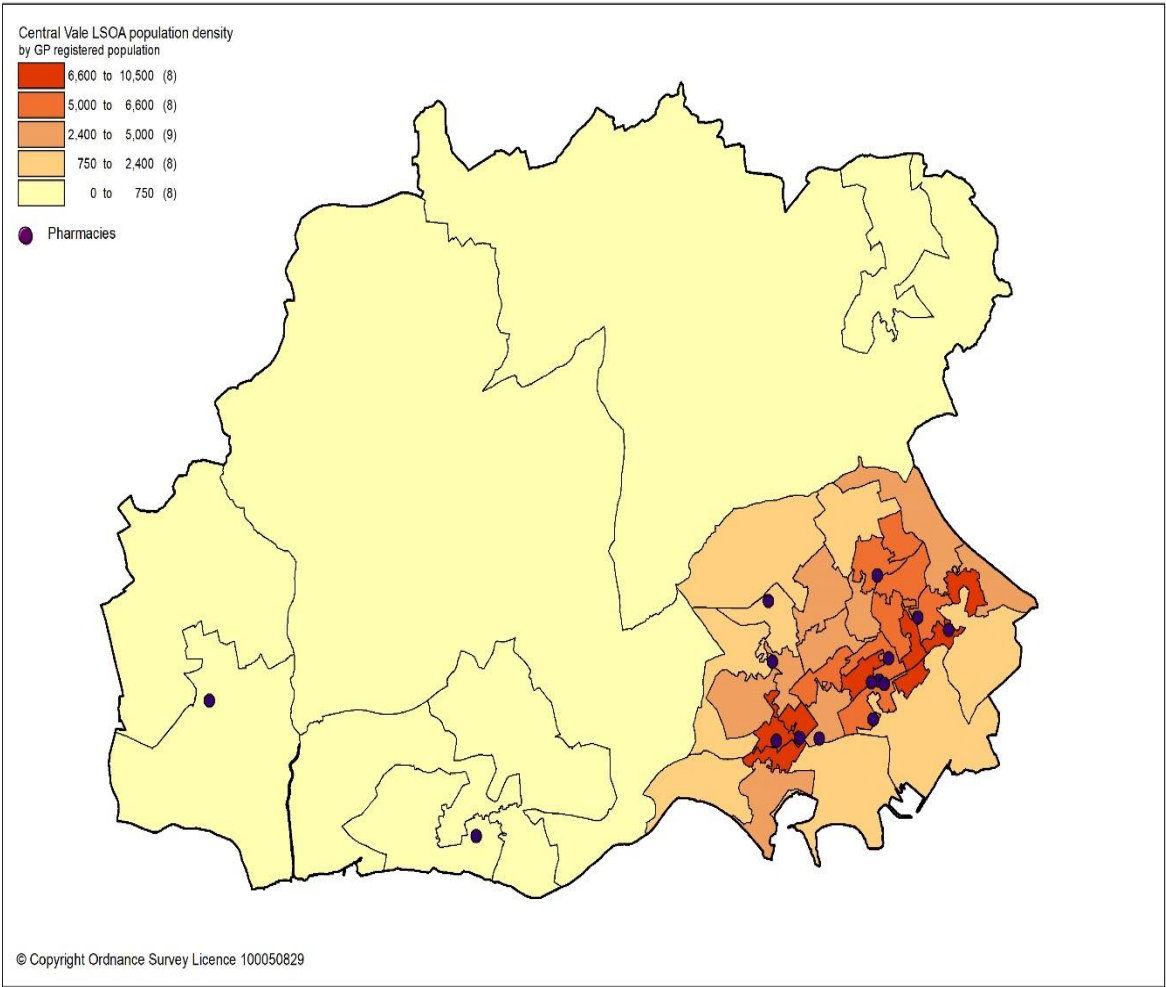 Central Vale LSOA population density
by GP registered population
6,600 to 10,500 (8)
5,000 to 6,600 (8)
2,400 to 5,000 (9)
750 to 2,400 (8)
0 to 750 (8)
Pharmacies
© Copyright Ordnance Survey Licence 100050829